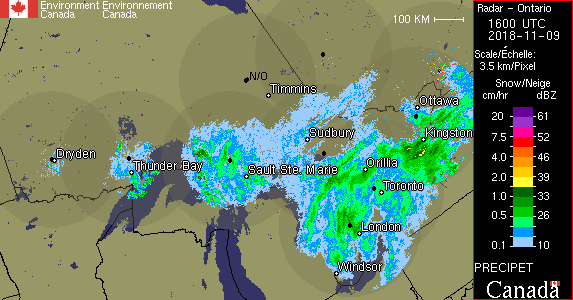 Environment Environnement
Canada Canada
100 KM
N/O
Timmins
Ottawa
Sudbury
Kingston
Dryden
Thunder Bay
Sault Ste. Marie
Orillia
Toronto
London
Windsor
Radar - Ontario
1600 UTC
2018-11-09
Scale/Échelle:
3.5 km/Pixel
Snow/Neige
cm/hr dBZ
20 61
7.5 52
4.0 46
2.0 39
1.0 33
0.5 26
0.1 10
PRECIPET
Canada